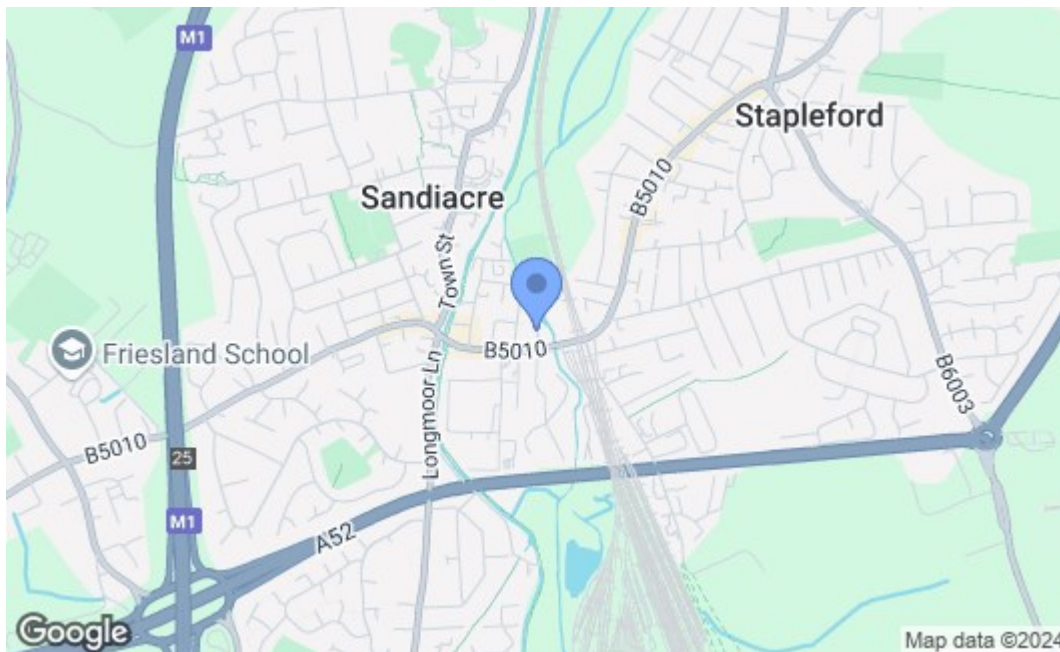 M1
Stapleford
Sandiacre
B5010
Town St
Friesland School
B5010
Longmoor Ln
B6003
B5010
25
M1
A52
Google
Map data ©2024